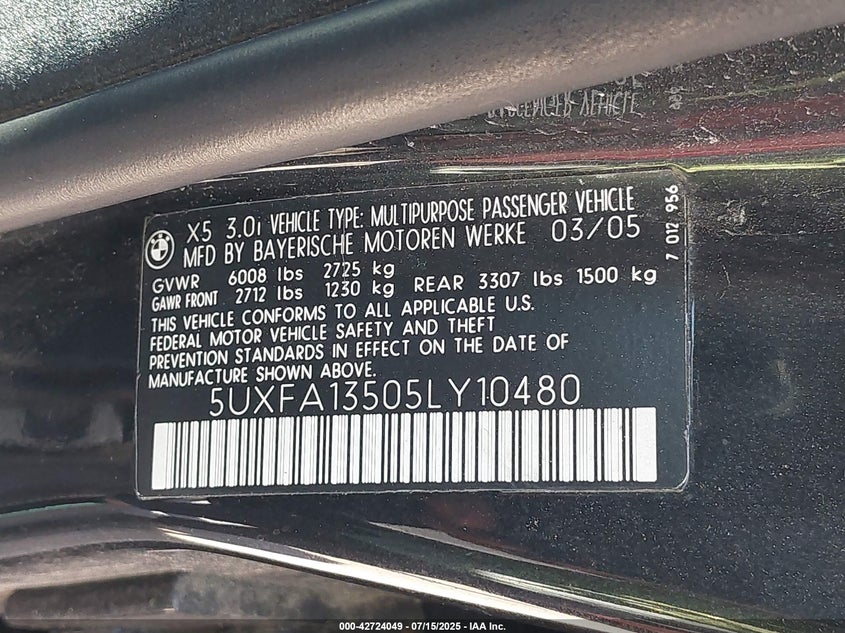 X5 3.0i VEHICLE TYPE: MULTIPURPOSE PASSENGER VEHICLE
MFD BY BAYERISCHE MOTOREN WERKE 03/05
GVWR 6008 lbs 2725 kg
GAWR FRONT 2712 lbs 1230 kg REAR 3307 lbs 1500 kg
THIS VEHICLE CONFORMS TO ALL APPLICABLE U.S.
FEDERAL MOTOR VEHICLE SAFETY AND THEFT
PREVENTION STANDARDS IN EFFECT ON THE DATE OF
MANUFACTURE SHOWN ABOVE.
5UXFA13505LY10480
7 012 956
000-42724049 - 07/15/2025 - IAA Inc.